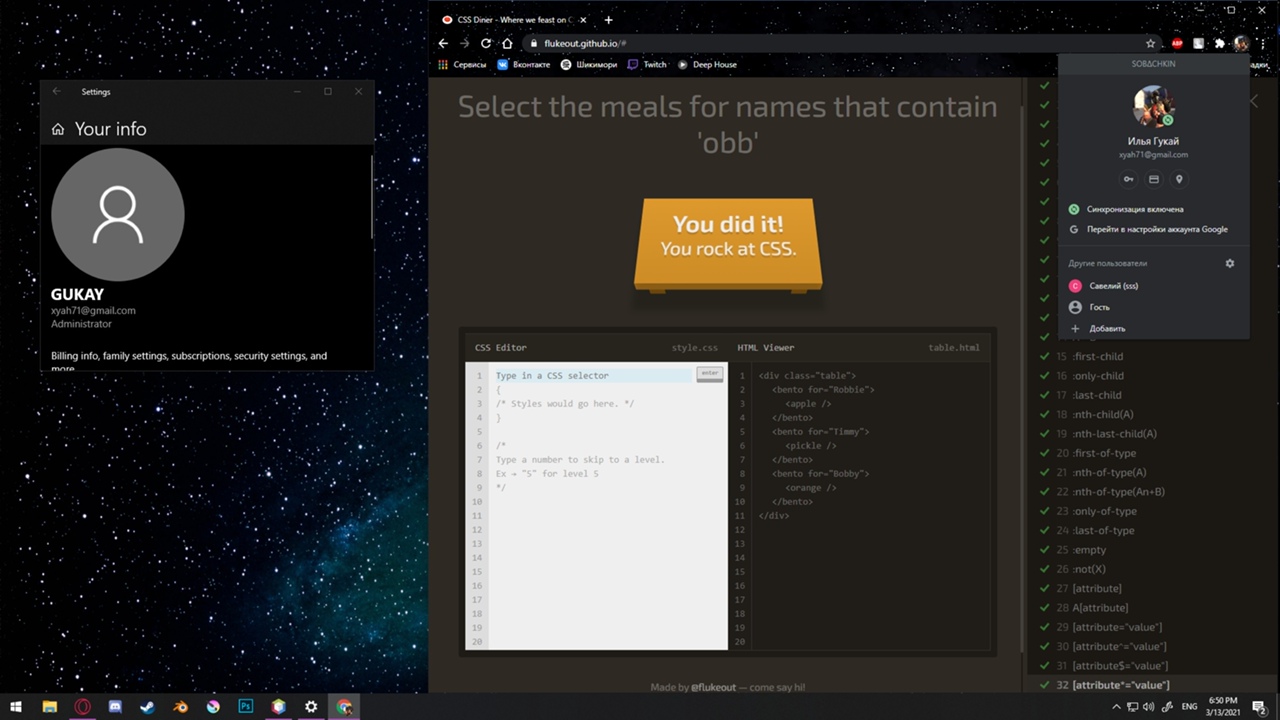 Settings
Your info
GUKAY
xyah71@gmail.com
Administrator
Billing info, family settings, subscriptions, security settings, and
more
CSS Diner - Where we feast on
flukeout.github.io/#
ABP
Сервисы
Вконтакте
Шикимори
Twitch
Deep House
Select the meals for names that contain
'obb'
You did it!
You rock at CSS.
CSS Editor
style.css
HTML Viewer
table.html
1 Type in a CSS selector
enter
2 {
3 /* Styles would go here. */
4 }
5
6 /*
7 Type a number to skip to a level.
8 Ex → "5" for level 5
9 */
10
11
12
13
14
15
16
17
18
19
20
1 <div class="table">
2 <bento for="Robbie">
3 <apple />
4 </bento>
5 <bento for="Timmy">
6 <pickle />
7 </bento>
8 <bento for="Bobby">
9 <orange />
10 </bento>
11 </div>
12
13
14
15
16
17
18
19
20
Made by @flukeout — come say hi!
SOBΔCHKIN
Илья Гукай
xyah71@gmail.com
Синхронизация включена
G Перейти в настройки аккаунта Google
Другие пользователи
С Савелий (sss)
Гость
Добавить
15 :first-child
16 :only-child
17 :last-child
18 :nth-child(A)
19 :nth-last-child(A)
20 :first-of-type
21 :nth-of-type(A)
22 :nth-of-type(An+B)
23 :only-of-type
24 :last-of-type
25 :empty
26 :not(X)
27 [attribute]
28 A[attribute]
29 [attribute="value"]
30 [attribute^="value"]
31 [attribute$="value"]
32 [attribute*="value"]
Ps
ENG
6:50 PM
3/13/2021
2